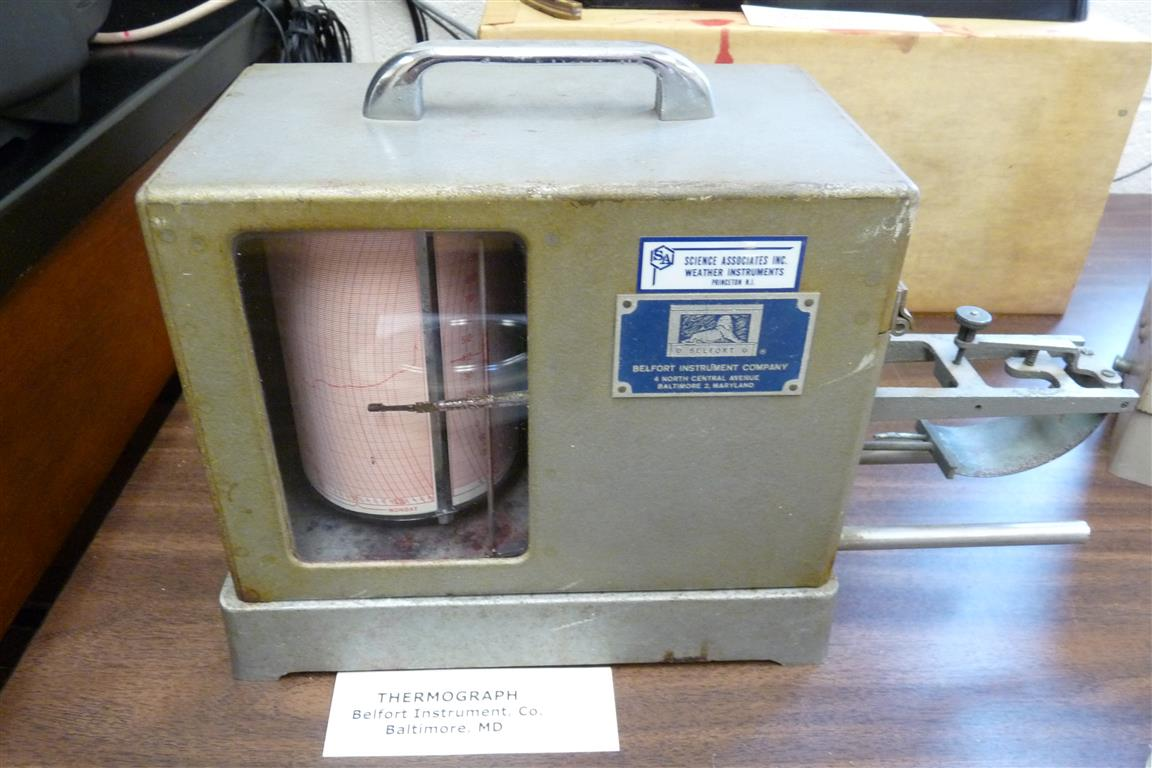 SA
SCIENCE ASSOCIATES INC.
WEATHER INSTRUMENTS
PRINCETON N.J.
BELFORT
®
BELFORT INSTRUMENT COMPANY
4 NORTH CENTRAL AVENUE
BALTIMORE 2, MARYLAND
MONDAY
THERMOGRAPH
Belfort Instrument. Co.
Baltimore. MD